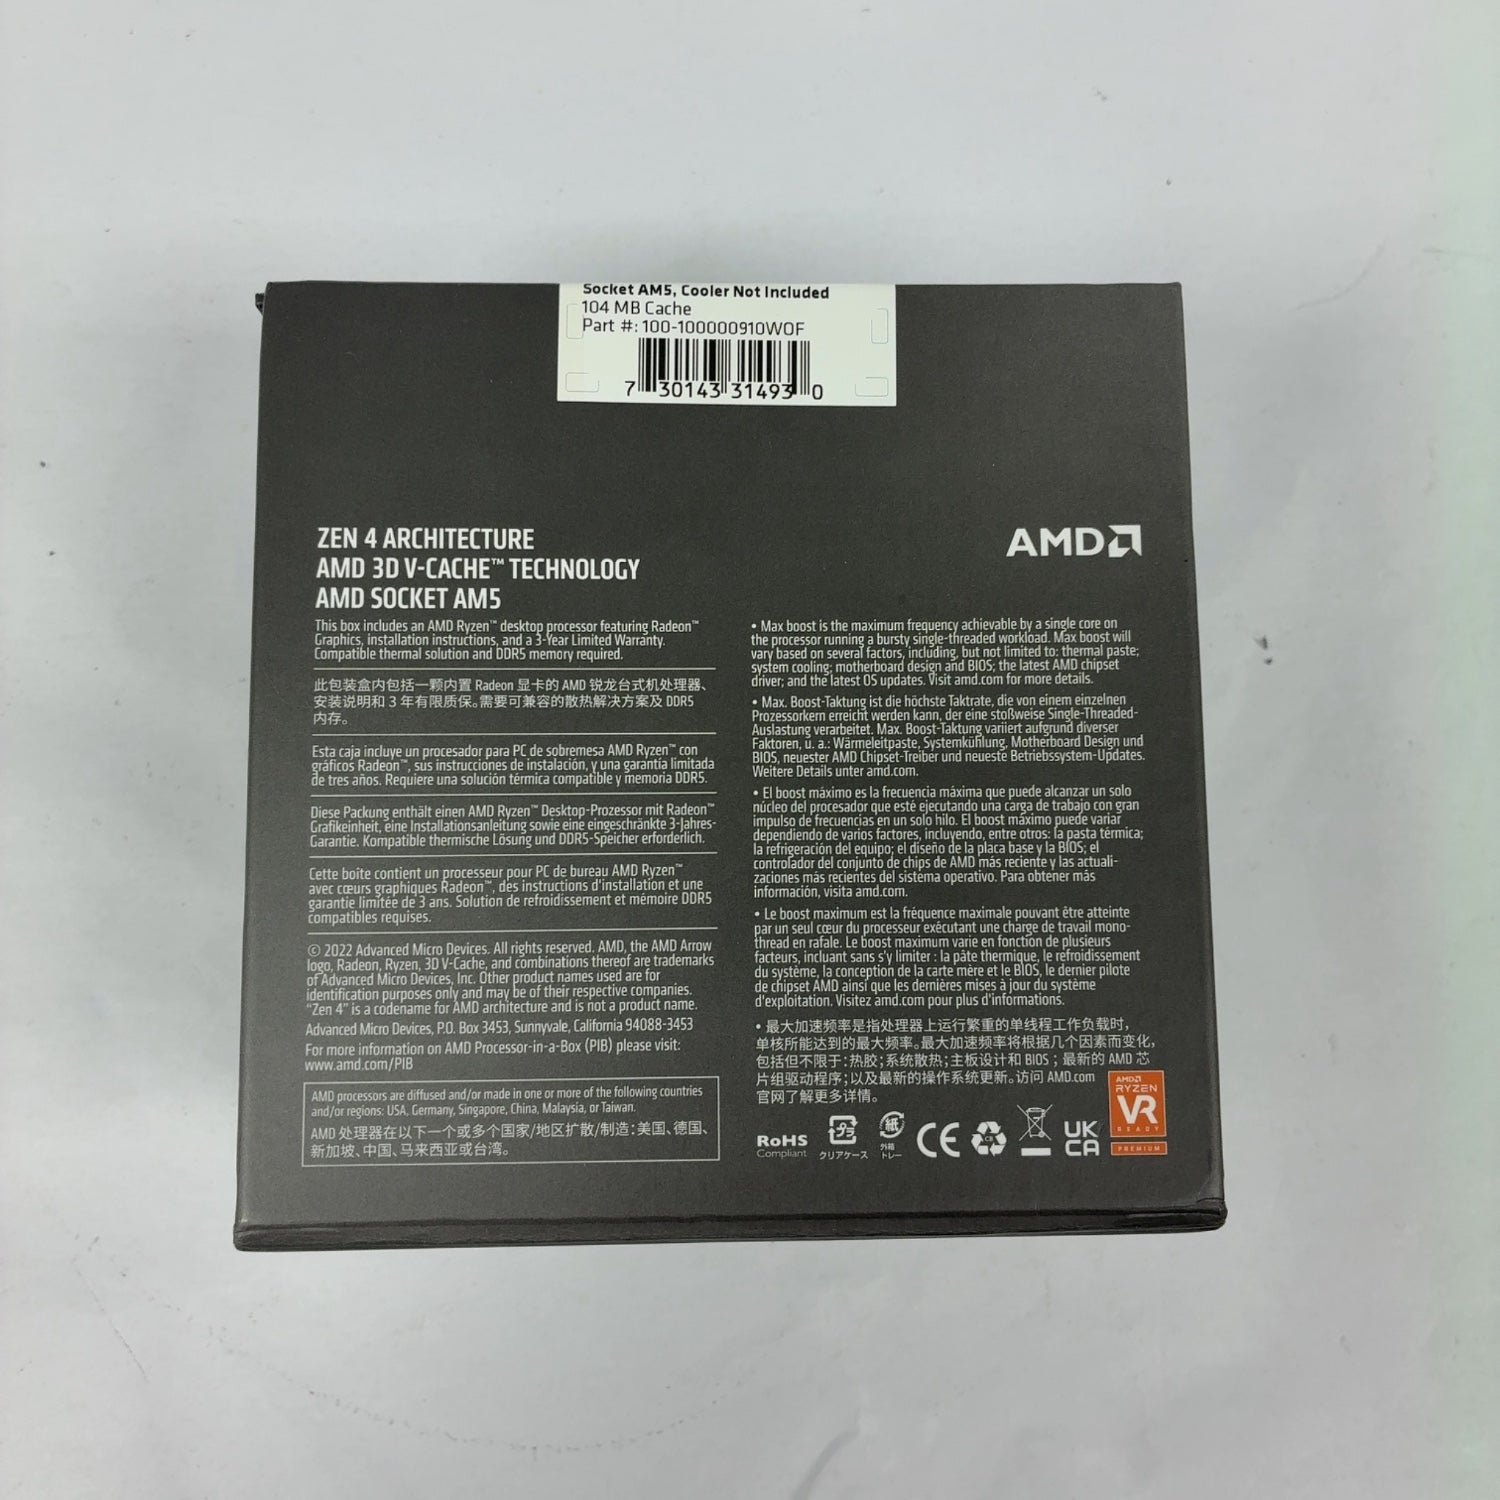 Socket AM5, Cooler Not Included
104 MB Cache
Part #: 100-100000910WOF
7 30143 31493 0
ZEN 4 ARCHITECTURE
AMD 3D V-CACHE™ TECHNOLOGY
AMD SOCKET AM5
This box includes an AMD Ryzen™ desktop processor featuring Radeon™
Graphics, installation instructions, and a 3-Year Limited Warranty.
Compatible thermal solution and DDR5 memory required.
此包装盒内包括一颗内置 Radeon 显卡的 AMD 锐龙台式机处理器、
安装说明和 3 年有限质保。需要可兼容的散热解决方案及 DDR5
内存。
Esta caja incluye un procesador para PC de sobremesa AMD Ryzen™ con
gráficos Radeon™, sus instrucciones de instalación, y una garantía limitada
de tres años. Requiere una solución térmica compatible y memoria DDR5.
Diese Packung enthält einen AMD Ryzen™ Desktop-Prozessor mit Radeon™
Grafikeinheit, eine Installationsanleitung sowie eine eingeschränkte 3-Jahres-
Garantie. Kompatible thermische Lösung und DDR5-Speicher erforderlich.
Cette boite contient un processeur pour PC de bureau AMD Ryzen™
avec cœurs graphiques Radeon™, des instructions d'installation et une
garantie limitée de 3 ans. Solution de refroidissement et mémoire DDR5
compatibles requises.
© 2022 Advanced Micro Devices. All rights reserved. AMD, the AMD Arrow
logo, Radeon, Ryzen, 3D V-Cache, and combinations thereof are trademarks
of Advanced Micro Devices, Inc. Other product names used are for
identification purposes only and may be of their respective companies.
"Zen 4" is a codename for AMD architecture and is not a product name.
Advanced Micro Devices, P.O. Box 3453, Sunnyvale, California 94088-3453
For more information on AMD Processor-in-a-Box (PIB) please visit:
www.amd.com/PIB
AMD processors are diffused and/or made in one or more of the following countries
and/or regions: USA, Germany, Singapore, China, Malaysia, or Taiwan.
AMD 处理器在以下一个或多个国家/地区扩散/制造：美国、德国、
新加坡、中国、马来西亚或台湾。
AMD
• Max boost is the maximum frequency achievable by a single core on
the processor running a bursty single-threaded workload. Max boost will
vary based on several factors, including, but not limited to: thermal paste;
system cooling; motherboard design and BIOS; the latest AMD chipset
driver; and the latest OS updates. Visit amd.com for more details.
• Max. Boost-Taktung ist die höchste Taktrate, die von einem einzelnen
Prozessorkern erreicht werden kann, der eine stoßweise Single-Threaded-
Auslastung verarbeitet. Max. Boost-Taktung variiert aufgrund diverser
Faktoren, u. a.: Wärmeleitpaste, Systemkühlung, Motherboard Design und
BIOS, neuester AMD Chipset-Treiber und neueste Betriebssystem-Updates.
Weitere Details unter amd.com.
• El boost máximo es la frecuencia máxima que puede alcanzar un solo
núcleo del procesador que esté ejecutando una carga de trabajo con gran
impulso de frecuencias en un solo hilo. El boost máximo puede variar
dependiendo de varios factores, incluyendo, entre otros: la pasta térmica;
la refrigeración del equipo; el diseño de la placa base y la BIOS; el
controlador del conjunto de chips de AMD más reciente y las actuali-
zaciones más recientes del sistema operativo. Para obtener más
información, visita amd.com.
• Le boost maximum est la fréquence maximale pouvant être atteinte
par un seul cœur du processeur exécutant une charge de travail mono-
thread en rafale. Le boost maximum varie en fonction de plusieurs
facteurs, incluant sans s'y limiter : la pâte thermique, le refroidissement
du système, la conception de la carte mère et le BIOS, le dernier pilote
de chipset AMD ainsi que les dernières mises à jour du système
d'exploitation. Visitez amd.com pour plus d'informations.
• 最大加速频率是指处理器上运行繁重的单线程工作负载时，
单核所能达到的最大频率。最大加速频率将根据几个因素而变化，
包括但不限于：热胶；系统散热；主板设计和 BIOS；最新的 AMD 芯
片组驱动程序；以及最新的操作系统更新。访问 AMD.com
官网了解更多详情。
RoHS
Compliant
プラ
クリアケース
紙
外箱
トレー
CE
CB
UK
CA
AMD
RYZEN
VR
READY
PREMIUM